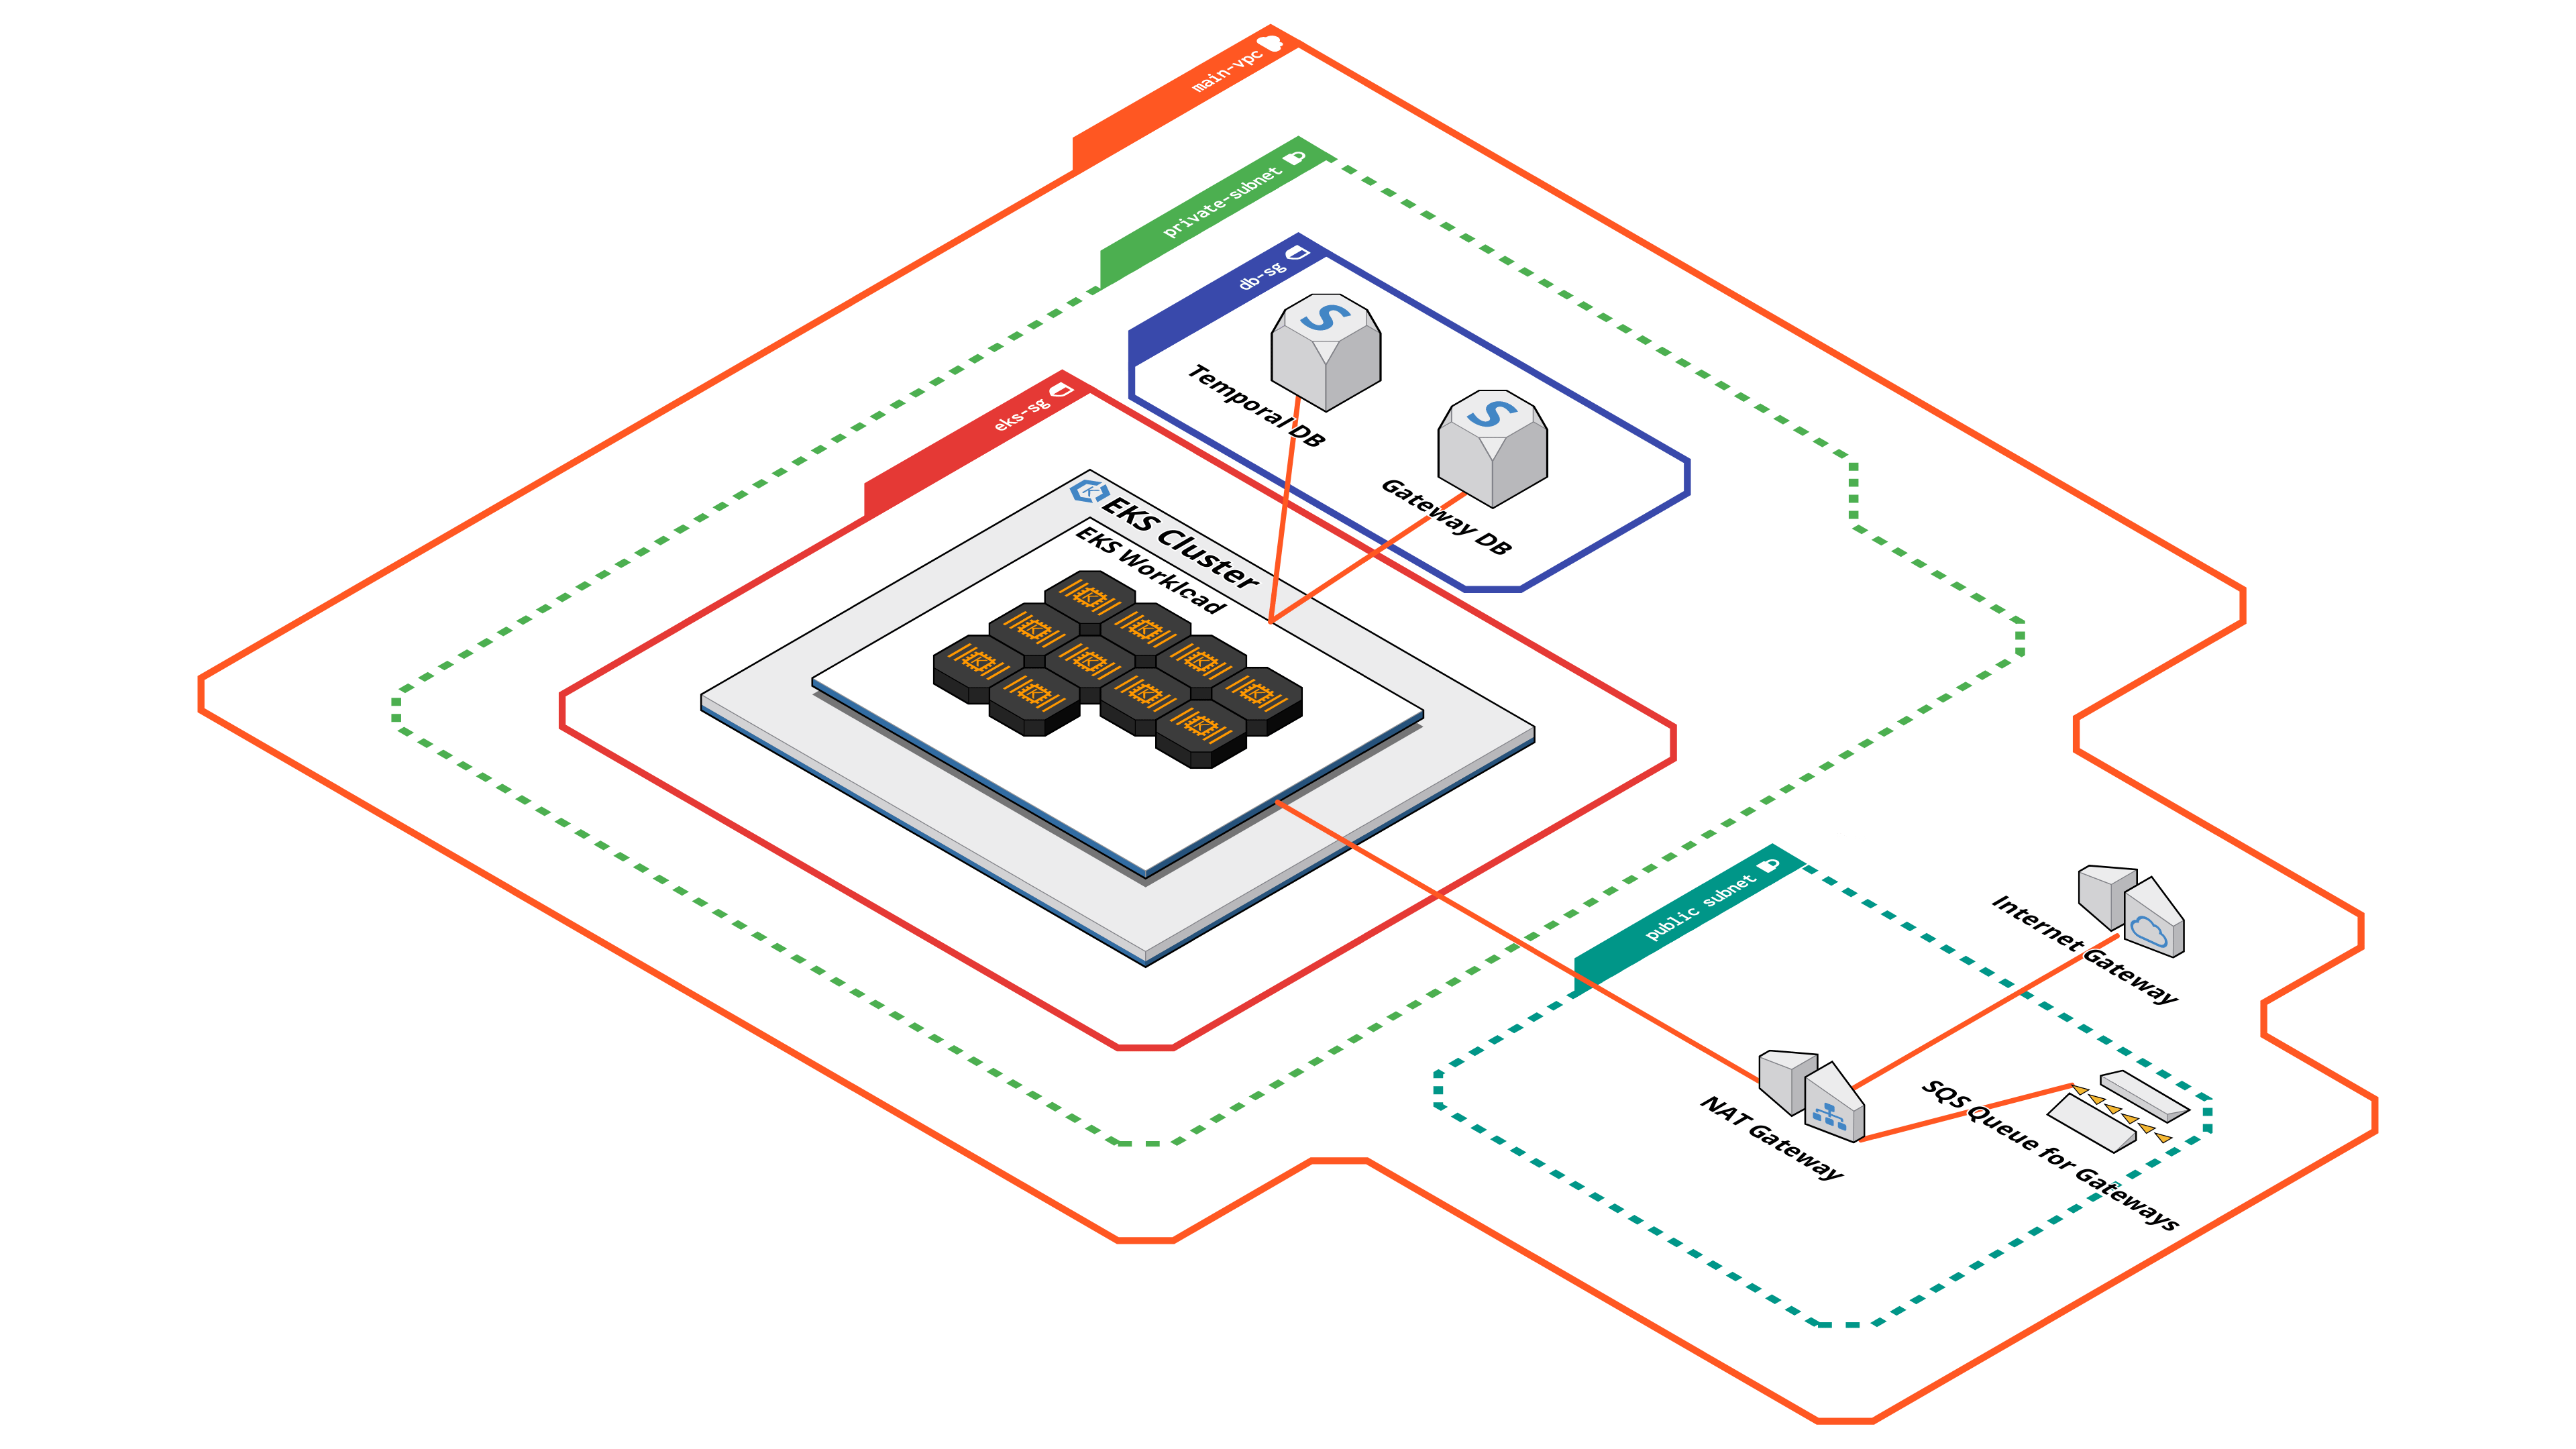 main-vpc
private-subnet
db-sg
Temporal DB
Gateway DB
eks-sg
EKS Cluster
EKS Workload
public subnet
Internet Gateway
NAT Gateway
SQS Queue for Gateways